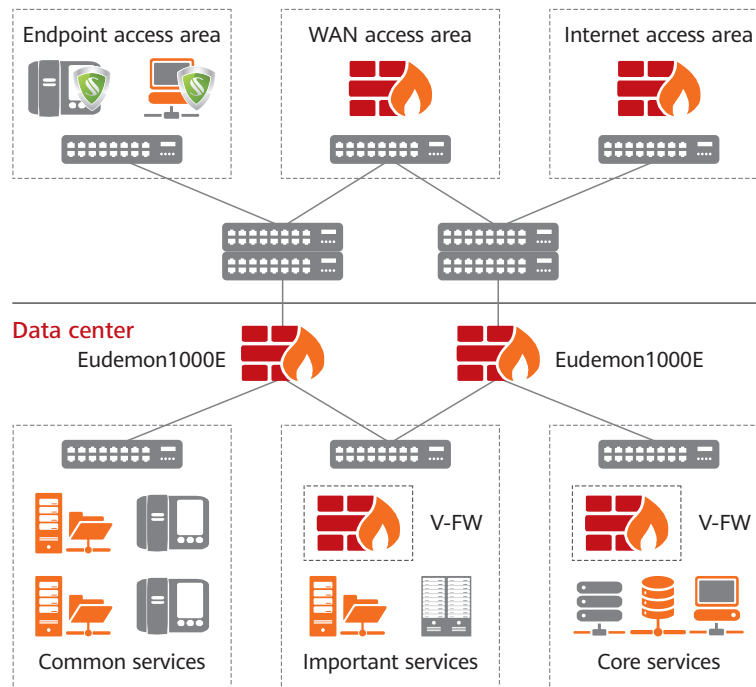 Endpoint access area
WAN access area
Internet access area
Data center
Eudemon1000E
Eudemon1000E
V-FW
V-FW
Common services
Important services
Core services